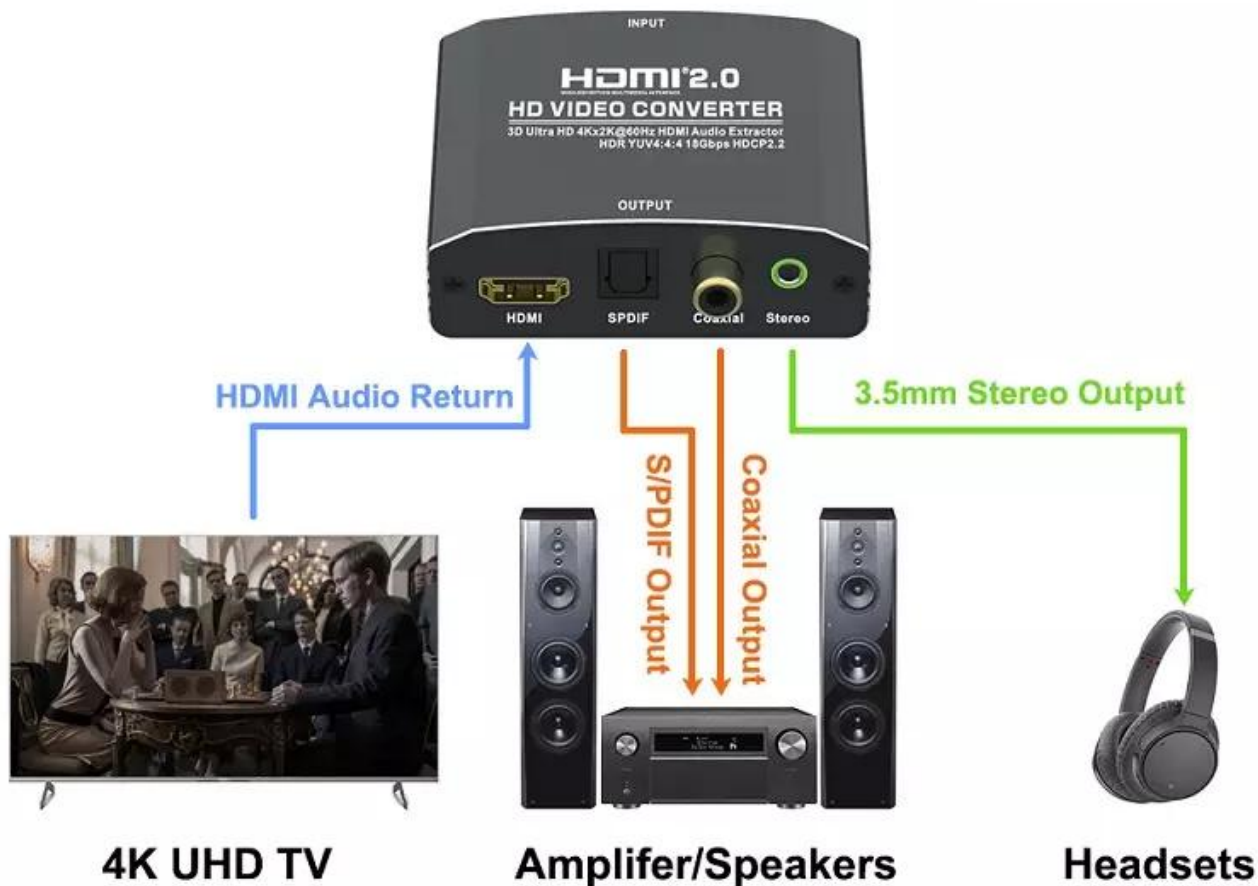 INPUT
HDMI®2.0
HD VIDEO CONVERTER
3D Ultra HD 4Kx2K@60Hz HDMI Audio Extractor
HDR YUV4:4:4 18Gbps HDCP2.2
OUTPUT
HDMI SPDIF Coaxial Stereo
HDMI Audio Return
3.5mm Stereo Output
S/PDIF Output
Coaxial Output
4K UHD TV
Amplifer/Speakers
Headsets